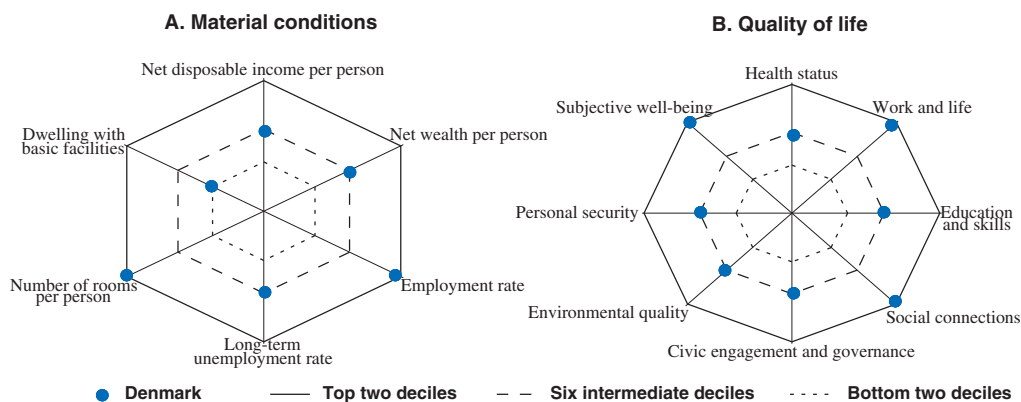 A. Material conditions
Net disposable income per person
Net wealth per person
Employment rate
Long-term
unemployment rate
Number of rooms
per person
Dwelling with
basic facilities
B. Quality of life
Health status
Work and life
Education
and skills
Social connections
Civic engagement and governance
Environmental quality
Personal security
Subjective well-being
Denmark
Top two deciles
Six intermediate deciles
Bottom two deciles